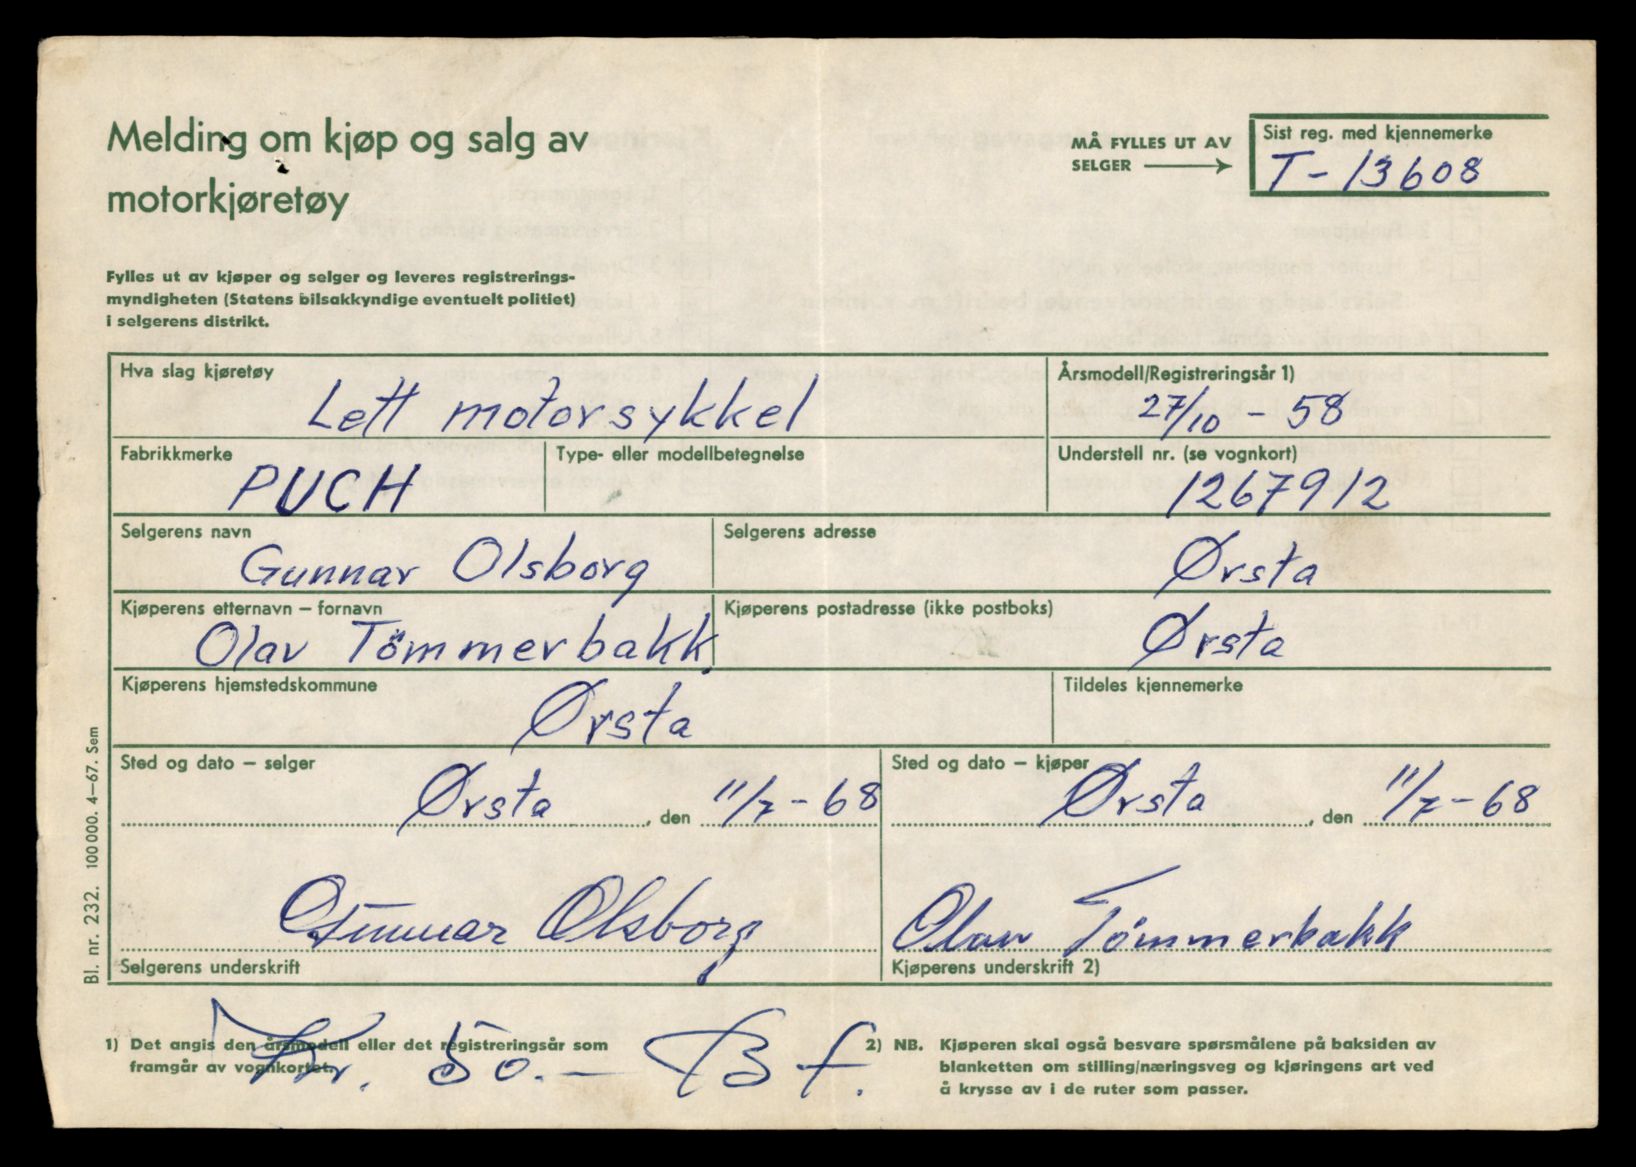 Melding om kjøp og salg av
motorkjøretøy
MÅ FYLLES UT AV
SELGER
Sist reg. med kjennemerke
T-13608
Fylles ut av kjøper og selger og leveres registrerings-
myndigheten (Statens bilsakkyndige eventuelt politiet)
i selgerens distrikt.
Hva slag kjøretøy
Lett motorsykkel
Årsmodell/Registreringsår 1)
27/10 - 58
Fabrikkmerke
PUCH
Type- eller modellbetegnelse
Understell nr. (se vognkort)
1267912
Selgerens navn
Gunnar Olsborg
Selgerens adresse
Ørsta
Kjøperens etternavn – fornavn
Olav Tömmerbakk
Kjøperens postadresse (ikke postboks)
Ørsta
Kjøperens hjemstedskommune
Ørsta
Tildeles kjennemerke
Sted og dato – selger
Ørsta, den 11/7-68
Sted og dato – kjøper
Ørsta, den 11/7-68
Gunnar Olsborg
Selgerens underskrift
Olav Tömmerbakk
Kjøperens underskrift 2)
1) Det angis den årsmodell eller det registreringsår som
framgår av vognkortet.
Kr. 50.- B f.
2) NB. Kjøperen skal også besvare spørsmålene på baksiden av
blanketten om stilling/næringsveg og kjøringens art ved
å krysse av i de ruter som passer.
Bl. nr. 232. 100 000. 4–67. Sem